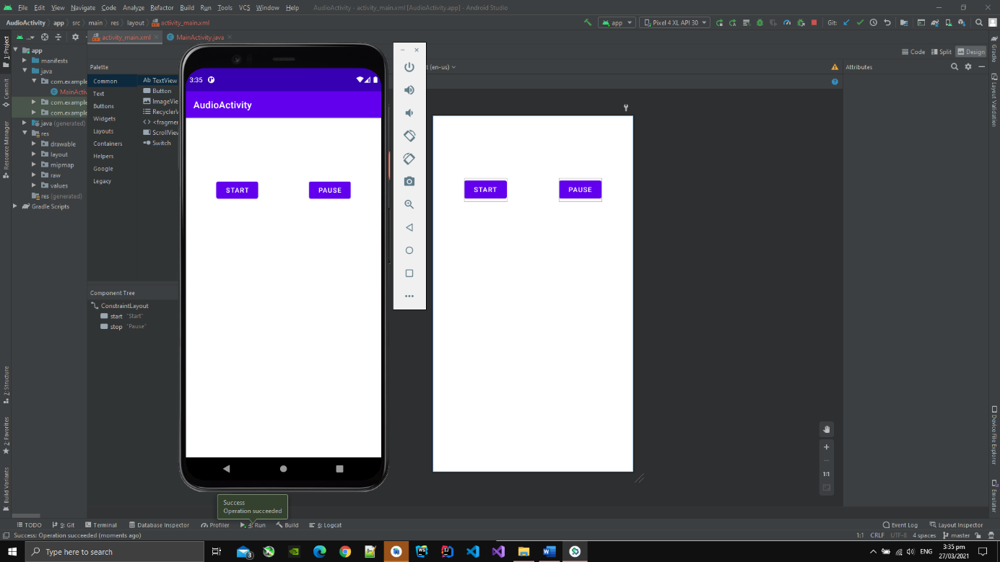 File Edit View Navigate Code Analyze Refactor Build Run Tools VCS Window Help AudioActivity - activity_main.xml [AudioActivity.app] - Android Studio
AudioActivity app src main res layout activity_main.xml app Pixel 4 XL API 30 Git:
1: Project
activity_main.xml MainActivity.java
Code Split Design
app
manifests
java
com.example
MainActiv
com.example
com.example
java (generated)
res
drawable
layout
mipmap
raw
values
res (generated)
Gradle Scripts
Commit
Resource Manager
Z: Structure
2: Favorites
Build Variants
Palette
Common
Text
Buttons
Widgets
Layouts
Containers
Helpers
Google
Legacy
Ab TextView
Button
ImageVie
RecyclerV
<fragmen
ScrollView
Switch
Component Tree
ConstraintLayout
start "Start"
stop "Pause"
3:35
AudioActivity
START PAUSE
t (en-us)
START PAUSE
Attributes
1:1
Gradle
Layout Validation
Device File Explorer
Emulator
Success
Operation succeeded
TODO 9: Git Terminal Database Inspector Profiler 4: Run Build 6: Logcat Event Log Layout Inspector
Success: Operation succeeded (moments ago) 1:1 CRLF UTF-8 4 spaces master
Type here to search
3
ENG
3:35 pm
27/03/2021